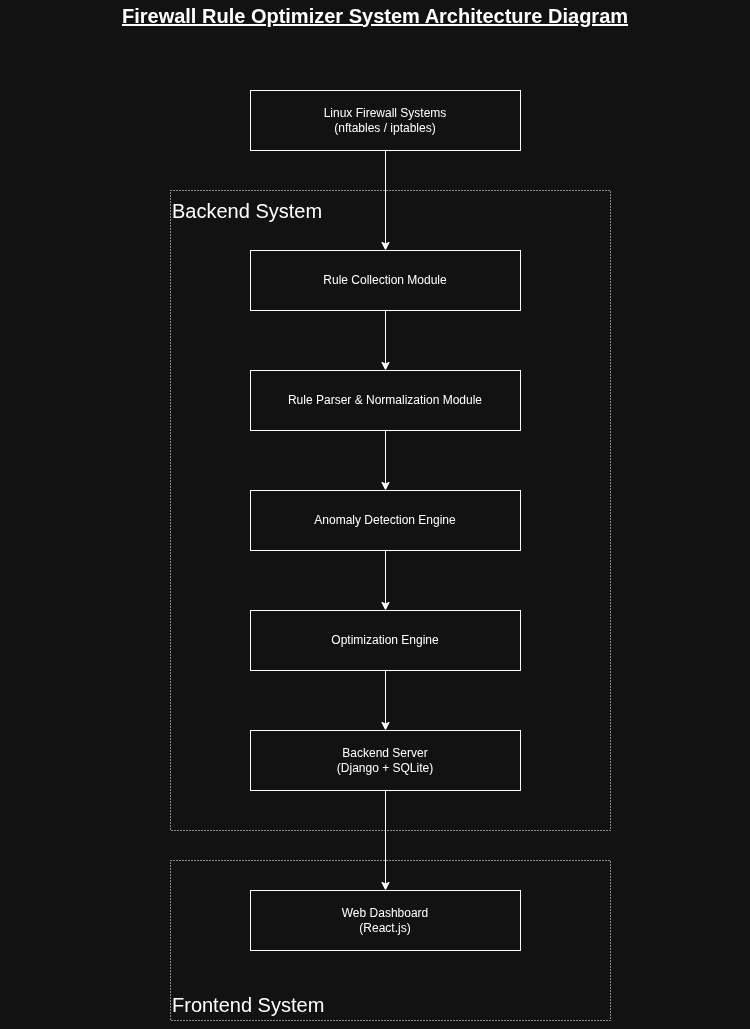 Firewall Rule Optimizer System Architecture Diagram
Linux Firewall Systems
(nftables / iptables)
Backend System
Rule Collection Module
Rule Parser & Normalization Module
Anomaly Detection Engine
Optimization Engine
Backend Server
(Django + SQLite)
Web Dashboard
(React.js)
Frontend System